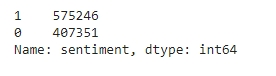 1    575246
0    407351
Name: sentiment, dtype: int64